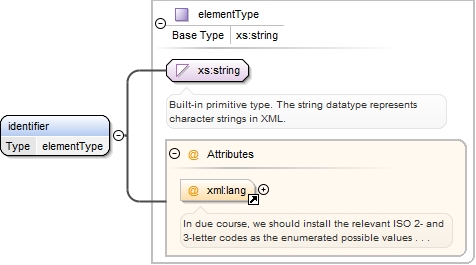 elementType
Base Type xs:string
xs:string
Built-in primitive type. The string datatype represents
character strings in XML.
identifier
Type elementType
@ Attributes
@ xml:lang
In due course, we should install the relevant ISO 2- and
3-letter codes as the enumerated possible values . . .